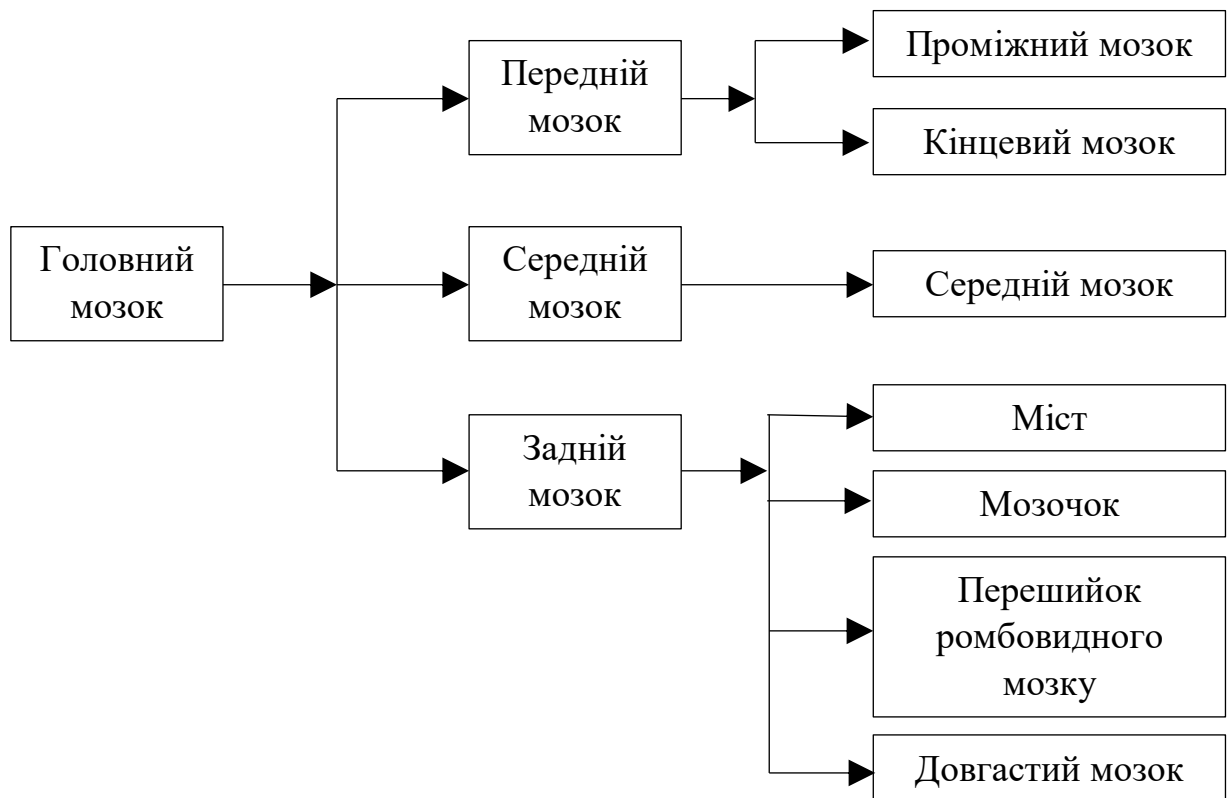 Головний
мозок
Передній
мозок
Проміжний мозок
Кінцевий мозок
Середній
мозок
Середній мозок
Задній
мозок
Міст
Мозочок
Перешийок
ромбовидного
мозку
Довгастий мозок